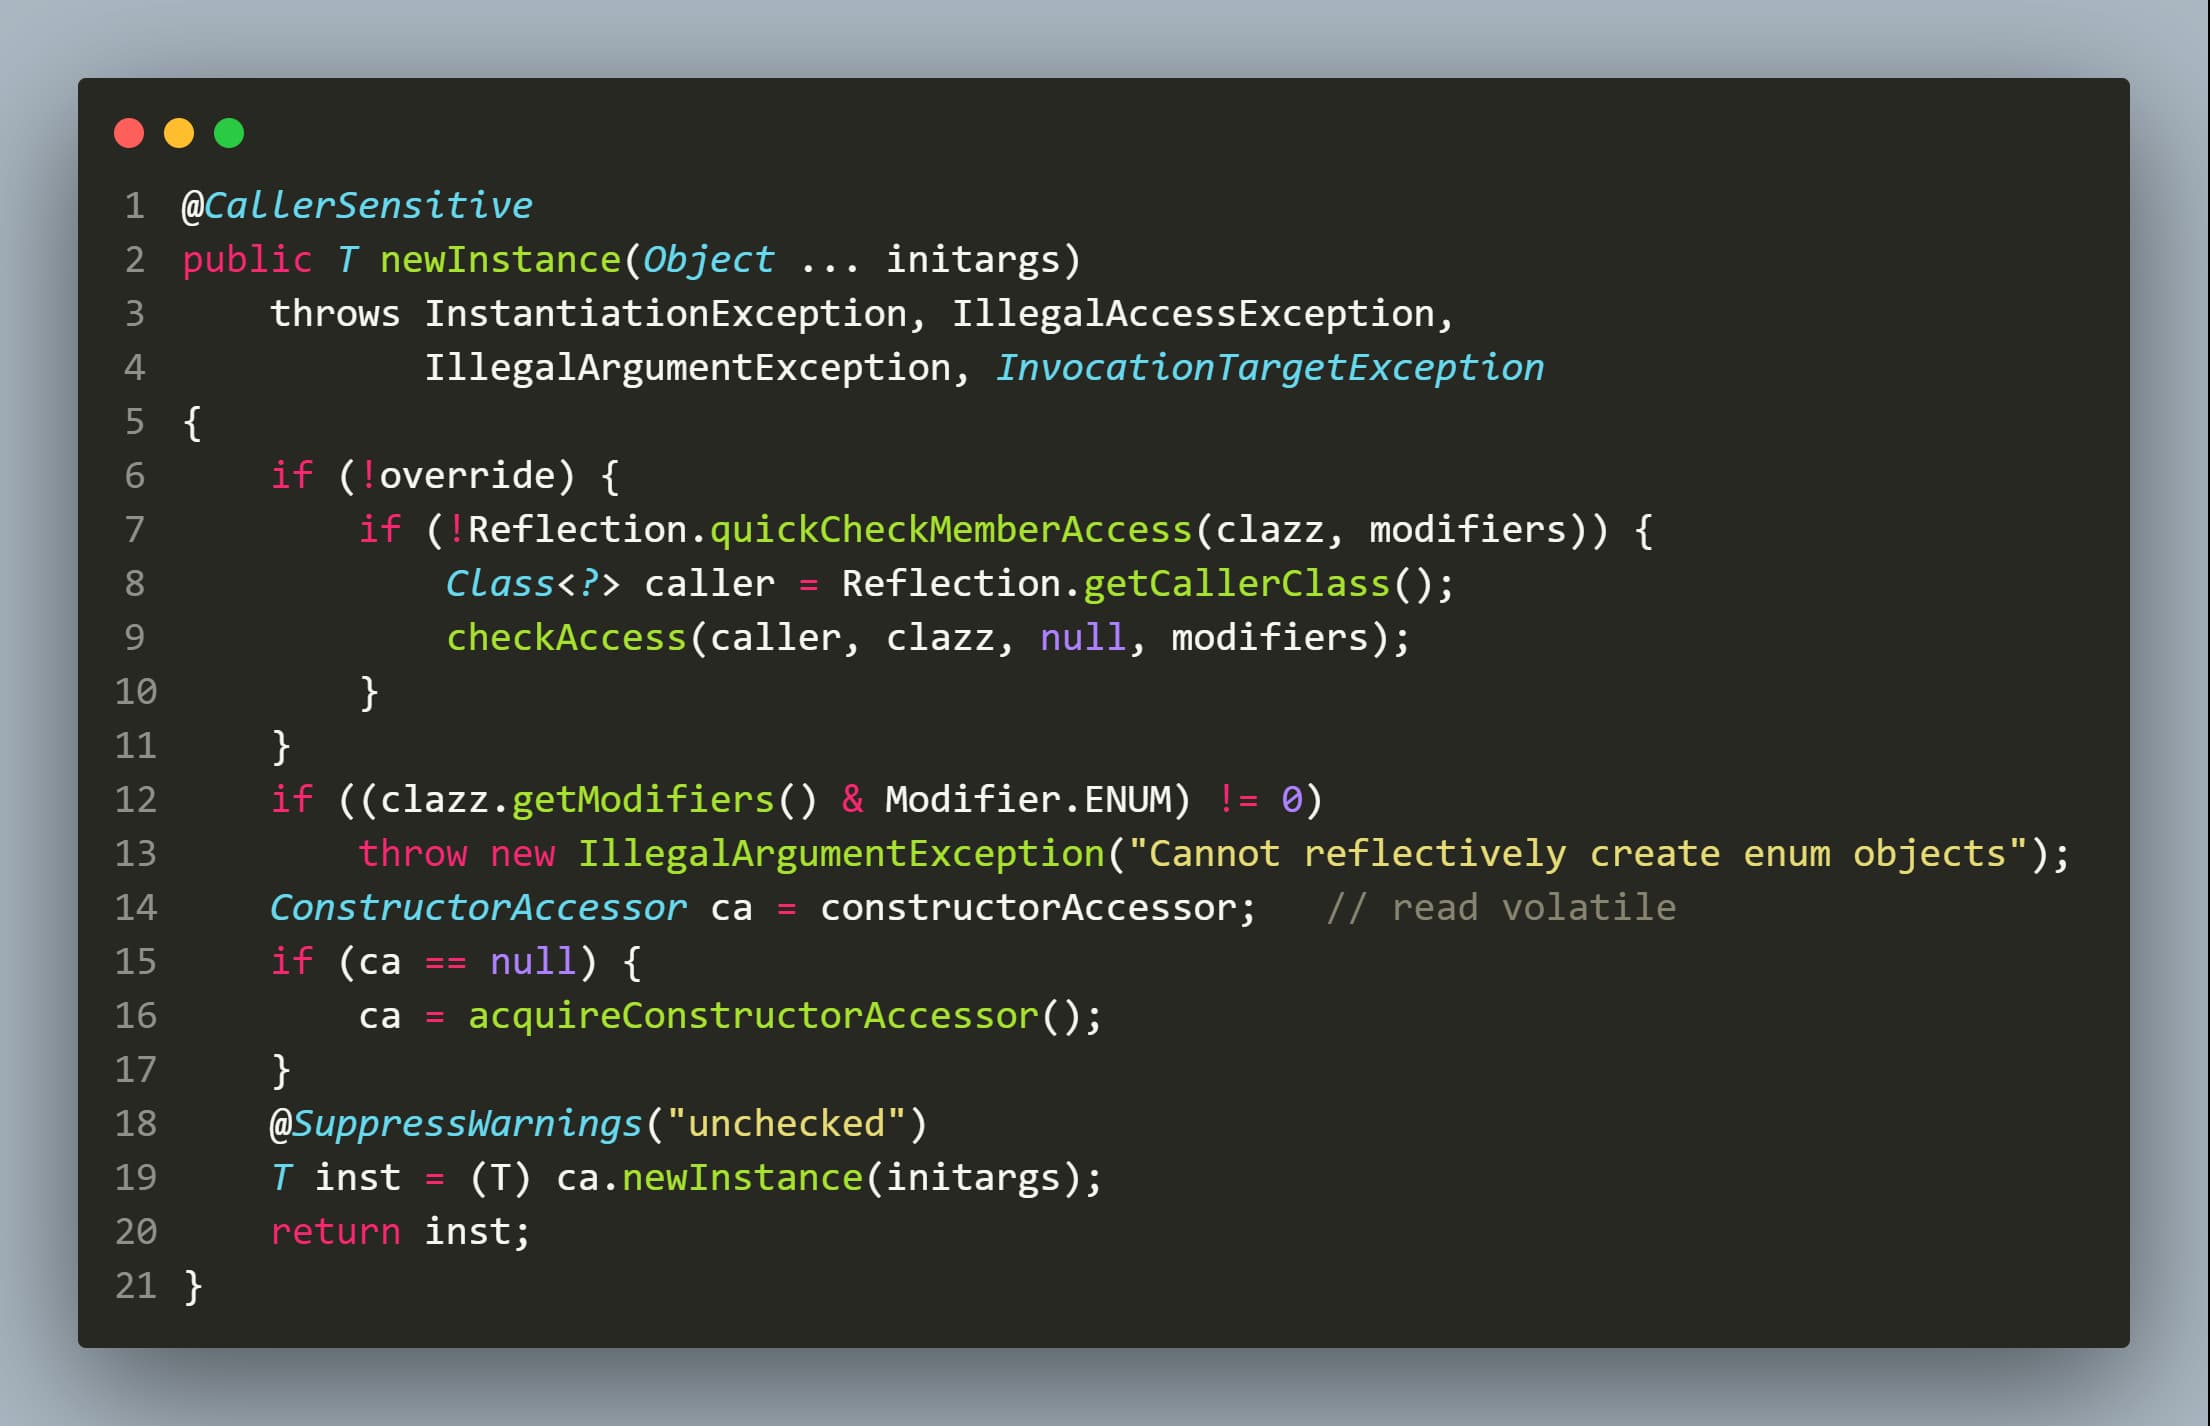 1 @CallerSensitive
2 public T newInstance(Object ... initargs)
3     throws InstantiationException, IllegalAccessException,
4            IllegalArgumentException, InvocationTargetException
5 {
6     if (!override) {
7         if (!Reflection.quickCheckMemberAccess(clazz, modifiers)) {
8             Class<?> caller = Reflection.getCallerClass();
9             checkAccess(caller, clazz, null, modifiers);
10         }
11     }
12     if ((clazz.getModifiers() & Modifier.ENUM) != 0)
13         throw new IllegalArgumentException("Cannot reflectively create enum objects");
14     ConstructorAccessor ca = constructorAccessor;   // read volatile
15     if (ca == null) {
16         ca = acquireConstructorAccessor();
17     }
18     @SuppressWarnings("unchecked")
19     T inst = (T) ca.newInstance(initargs);
20     return inst;
21 }